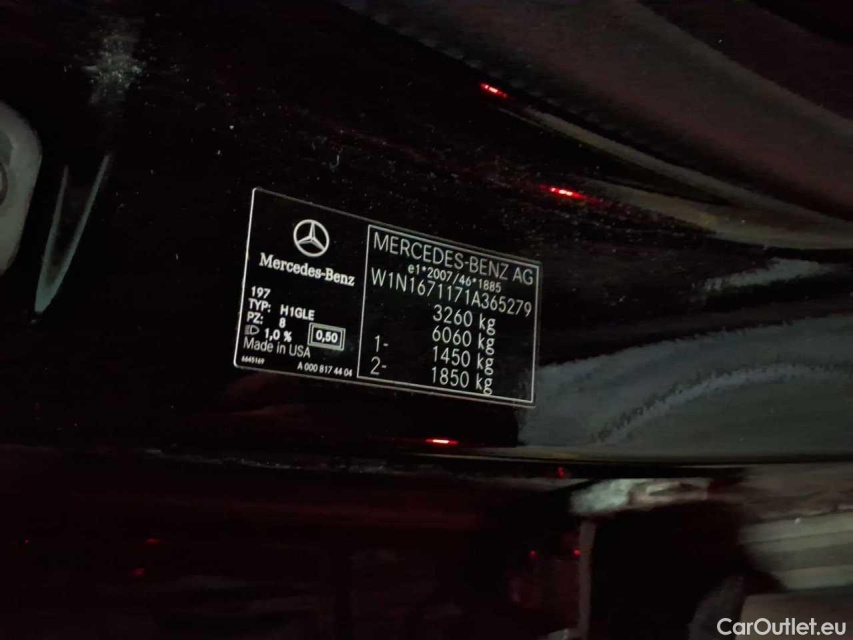 Mercedes-Benz
197
TYP: H1GLE
PZ: 8
1,0 % 0,50
Made in USA
6645169 A 000 817 44 04
MERCEDES-BENZ AG
e1*2007/46*1885
W1N1671171A365279
3260 kg
6060 kg
1- 1450 kg
2- 1850 kg
CarOutlet.eu